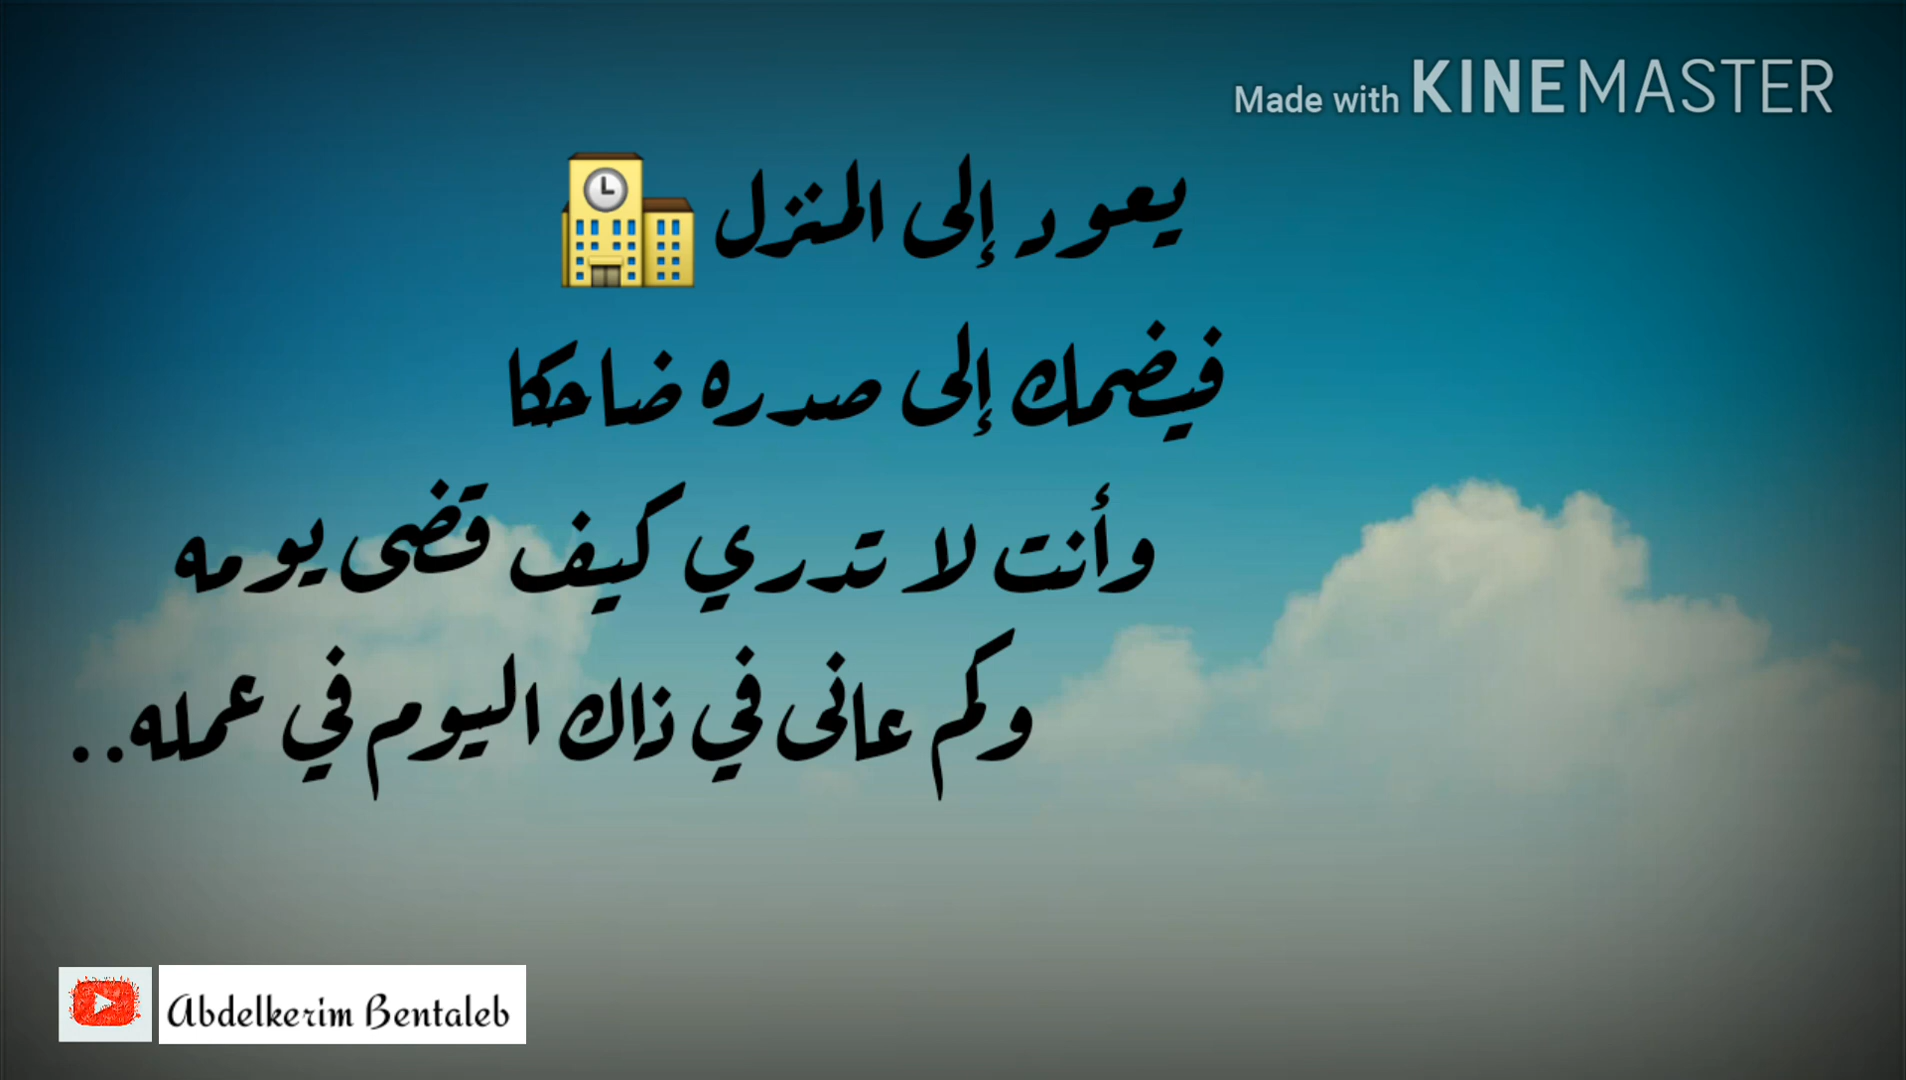 Made with KINEMASTER
يعود إلى المنزل
فيضمك إلى صدره ضاحكا
وأنت لا تدري كيف قضى يومه
وكم عانى في ذاك اليوم في عمله..
Abdelkerim Bentaleb